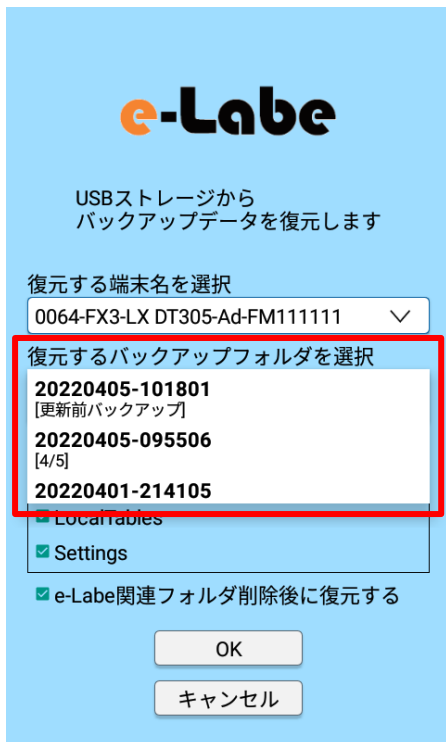 e-Labe
USBストレージから
バックアップデータを復元します
復元する端末名を選択
0064-FX3-LX DT305-Ad-FM111111
復元するバックアップフォルダを選択
20220405-101801
[更新前バックアップ]
20220405-095506
[4/5]
20220401-214105
LocalTables
Settings
e-Labe関連フォルダ削除後に復元する
OK
キャンセル